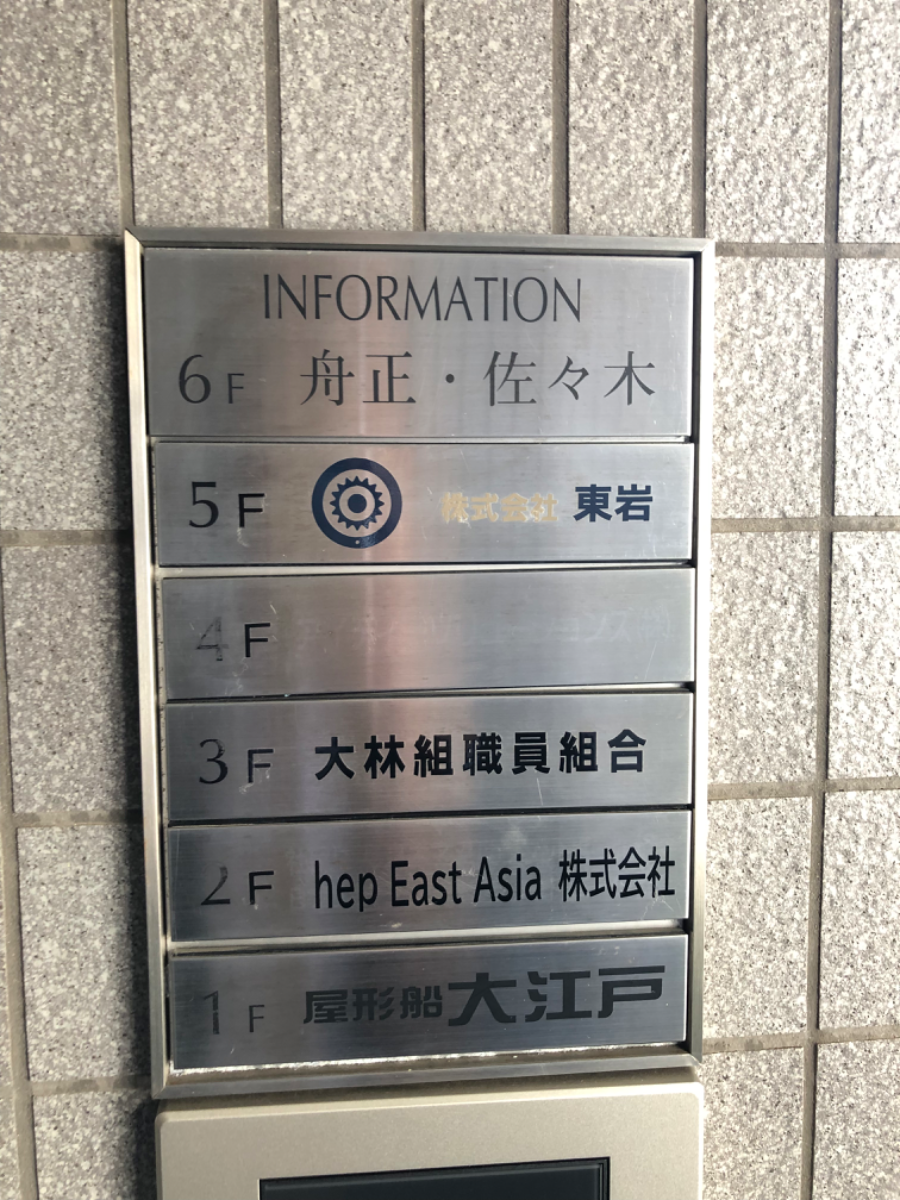 INFORMATION
6F 舟正・佐々木
5F 株式会社 東岩
4F
3F 大林組職員組合
2F hep East Asia 株式会社
1F 屋形船 大江戸